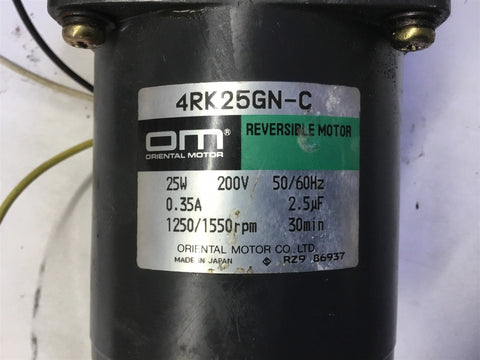 4RK25GN-C
om® REVERSIBLE MOTOR
ORIENTAL MOTOR
25W 200V 50/60Hz
0.35A 2.5µF
1250/1550rpm 30min
ORIENTAL MOTOR CO., LTD.
MADE IN JAPAN RZ9 86937